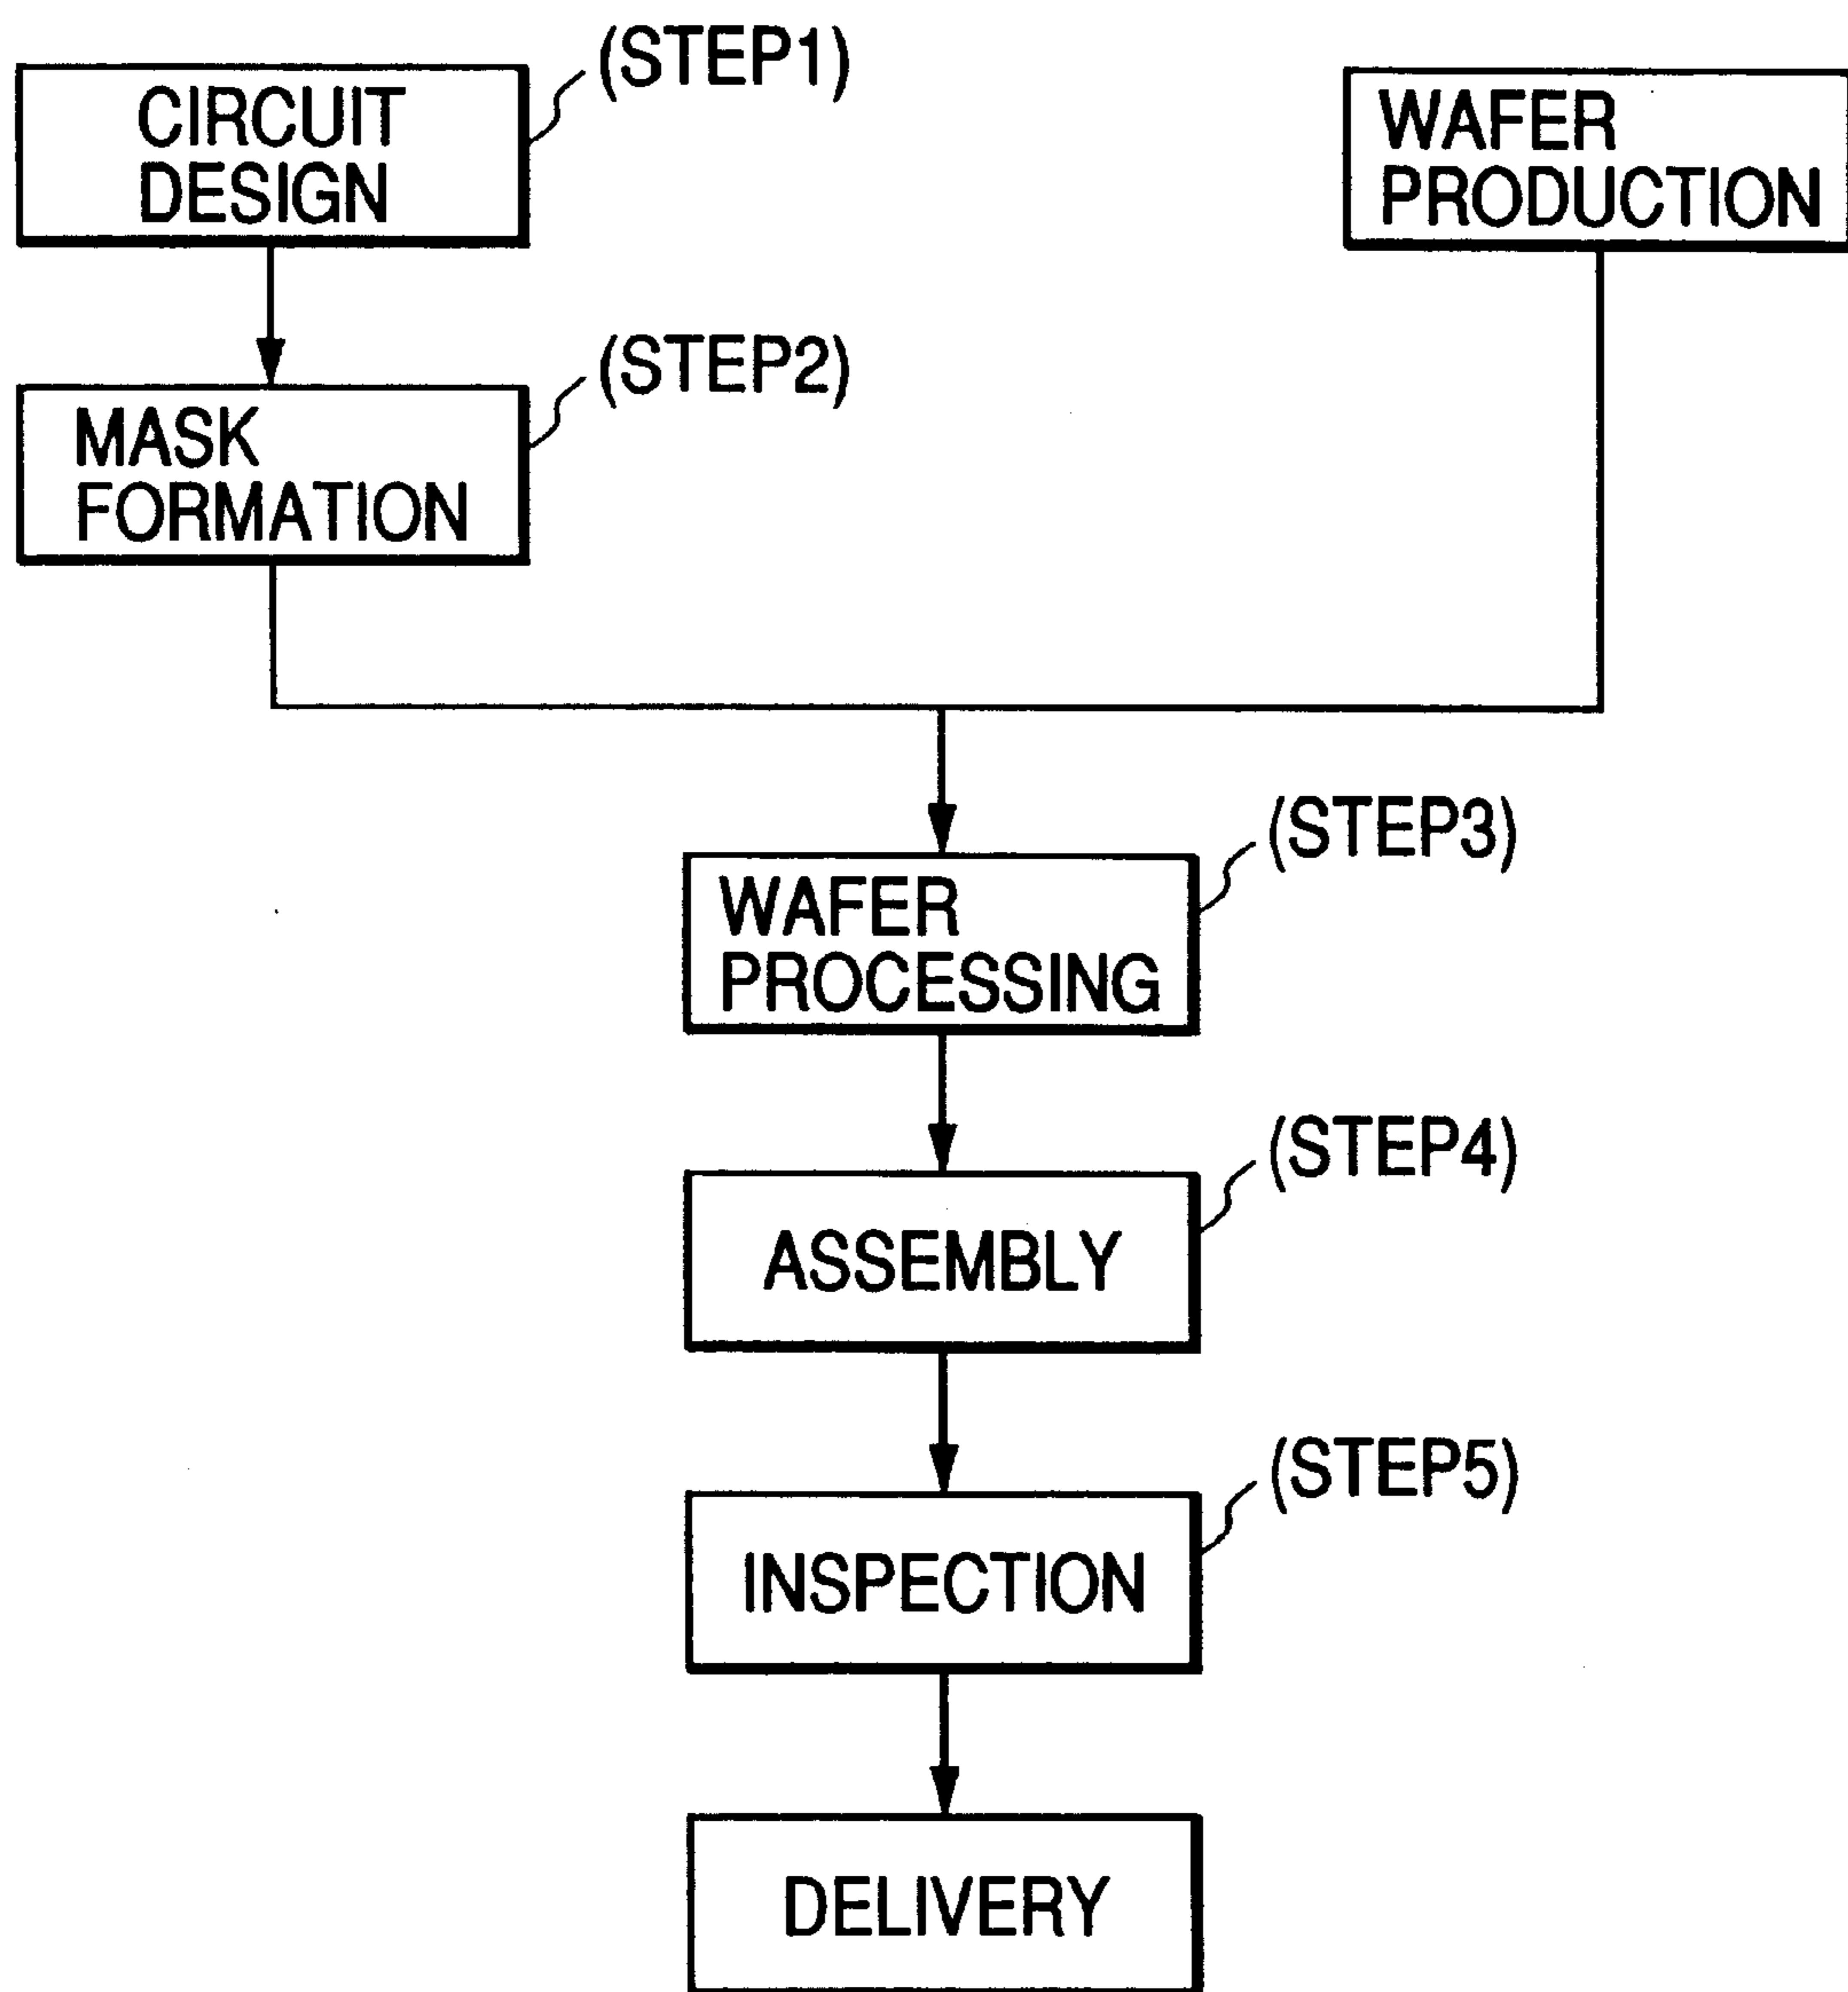 (STEP1)
CIRCUIT
DESIGN
WAFER
PRODUCTION
(STEP2)
MASK
FORMATION
(STEP3)
WAFER
PROCESSING
(STEP4)
ASSEMBLY
(STEP5)
INSPECTION
DELIVERY